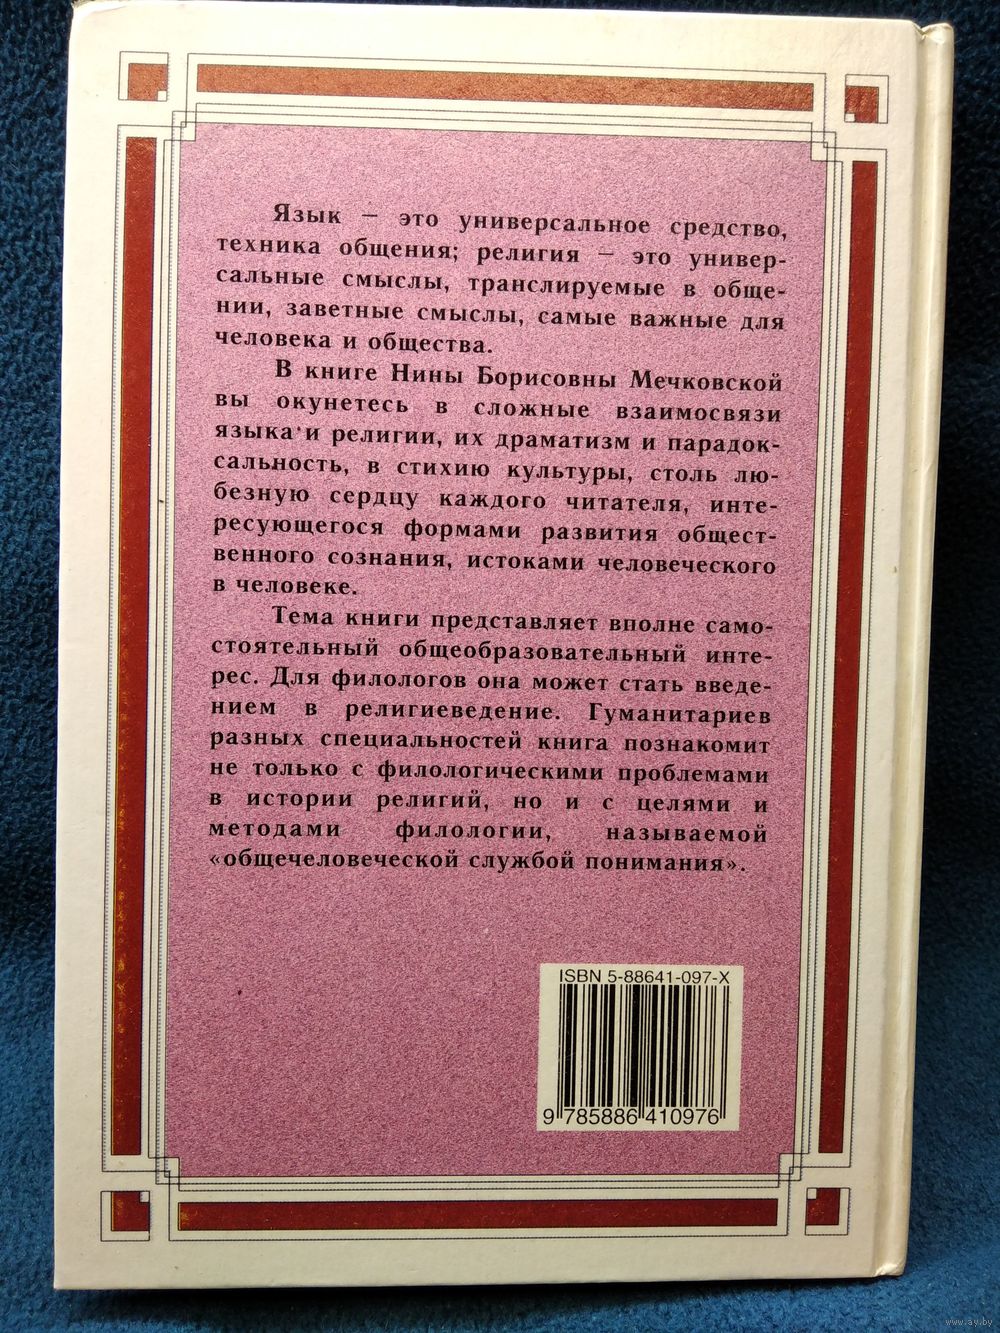 Язык – это универсальное средство,
техника общения; религия – это универ-
сальные смыслы, транслируемые в обще-
нии, заветные смыслы, самые важные для
человека и общества.
В книге Нины Борисовны Мечковской
вы окунетесь в сложные взаимосвязи
языка и религии, их драматизм и парадок-
сальность, в стихию культуры, столь лю-
безную сердцу каждого читателя, инте-
ресующегося формами развития общест-
венного сознания, истоками человеческого
в человеке.
Тема книги представляет вполне само-
стоятельный общеобразовательный инте-
рес. Для филологов она может стать введе-
нием в религиеведение. Гуманитариев
разных специальностей книга познакомит
не только с филологическими проблемами
в истории религий, но и с целями и
методами филологии, называемой
«общечеловеческой службой понимания».
ISBN 5-88641-097-X
9 785886 410976
www.ay.by